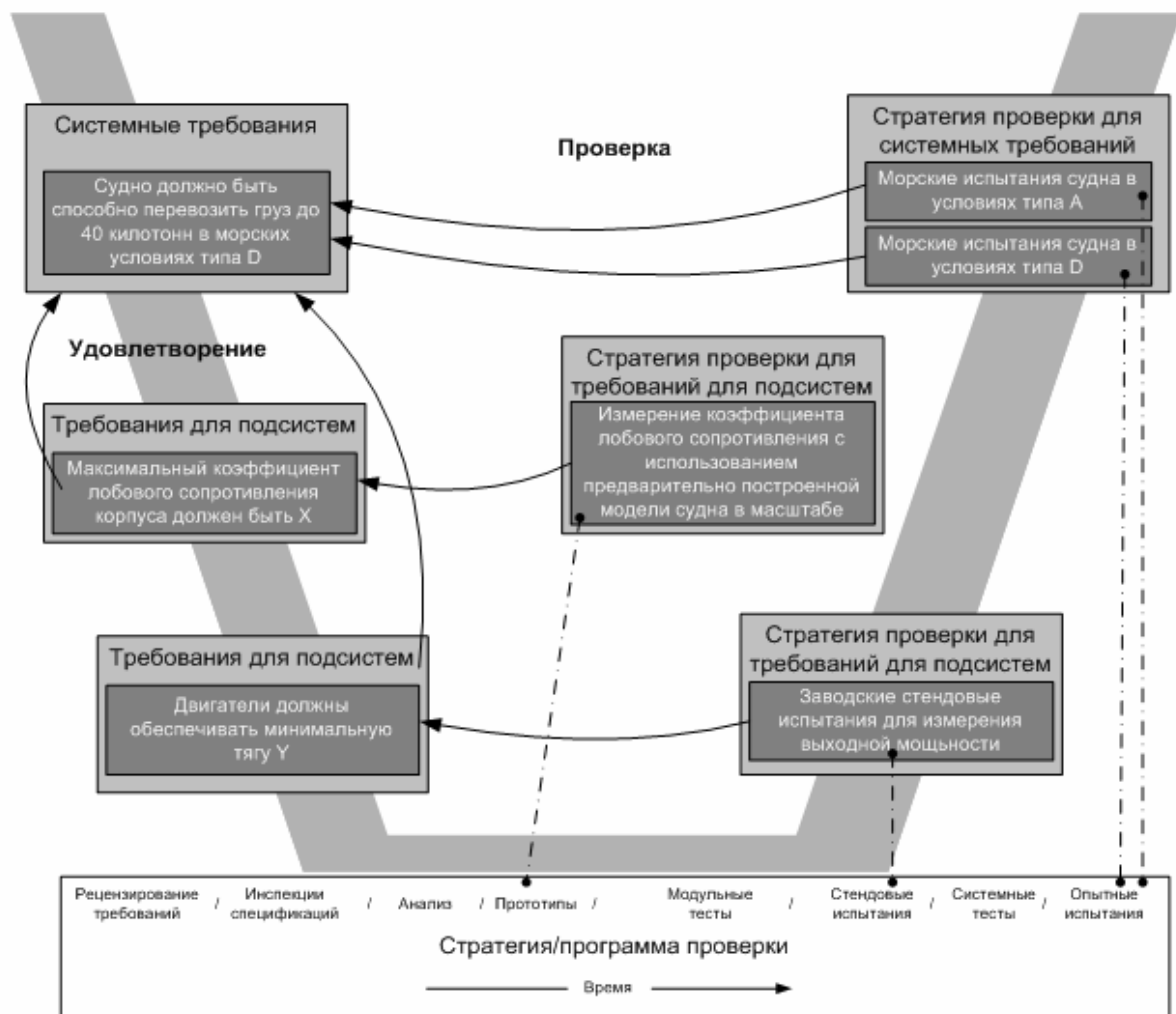 Системные требования
Судно должно быть
способно перевозить груз до
40 килотонн в морских
условиях типа D
Проверка
Стратегия проверки для
системных требований
Морские испытания судна в
условиях типа A
Морские испытания судна в
условиях типа D
Удовлетворение
Требования для подсистем
Максимальный коэффициент
лобового сопротивления
корпуса должен быть X
Стратегия проверки для
требований для подсистем
Измерение коэффициента
лобового сопротивления с
использованием
предварительно построенной
модели судна в масштабе
Требования для подсистем
Двигатели должны
обеспечивать минимальную
тягу Y
Стратегия проверки для
требований для подсистем
Заводские стендовые
испытания для измерения
выходной мощьности
Рецензирование
требований
/
Инспекции
спецификаций
/
Анализ
/
Прототипы
/
Модульные
тесты
/
Стендовые
испытания
/
Системные
тесты
/
Опытные
испытания
Стратегия/программа проверки
Время